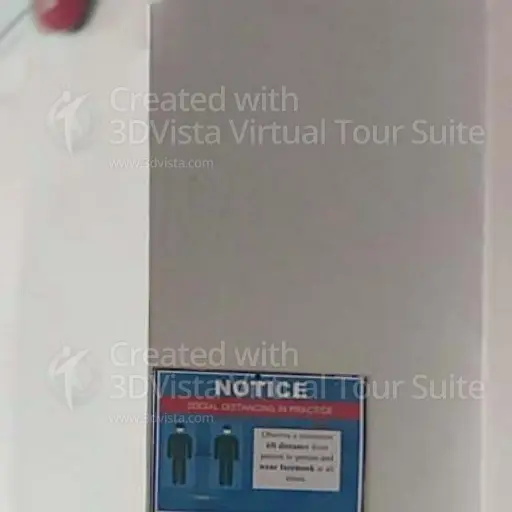 Created with
3DVista Virtual Tour Suite
www.3dvista.com
Created with
3DVista Virtual Tour Suite
www.3dvista.com
NOTICE
SOCIAL DISTANCING IN PRACTICE
Observe a minimum
6ft distance from
person to person and
wear facemask at all
times.